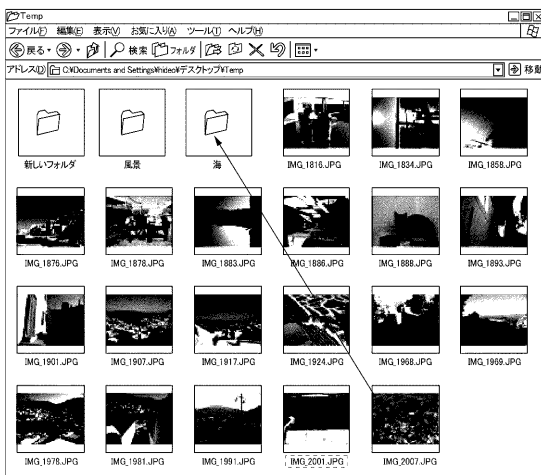 Temp
ファイル(F) 編集(E) 表示(V) お気に入り(A) ツール(T) ヘルプ(H)
戻る 検索 フォルダ
アドレス(D) C:¥Documents and Settings¥hideo¥デスクトップ¥Temp 移動
新しいフォルダ 風景 海 IMG_1816.JPG IMG_1834.JPG IMG_1858.JPG
IMG_1876.JPG IMG_1878.JPG IMG_1883.JPG IMG_1886.JPG IMG_1888.JPG IMG_1893.JPG
IMG_1901.JPG IMG_1907.JPG IMG_1917.JPG IMG_1924.JPG IMG_1968.JPG IMG_1969.JPG
IMG_1978.JPG IMG_1981.JPG IMG_1991.JPG IMG_2001.JPG IMG_2007.JPG